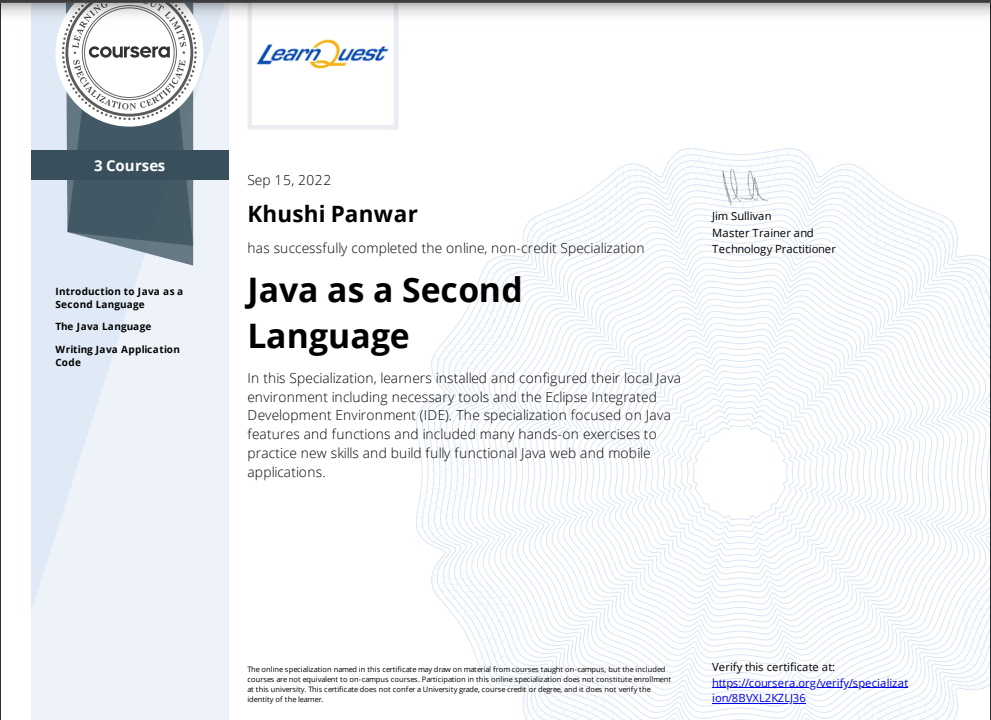 LEARNING WITHOUT LIMITS
coursera
SPECIALIZATION CERTIFICATE
LearnQuest
3 Courses
Introduction to Java as a
Second Language
The Java Language
Writing Java Application
Code
Sep 15, 2022
Khushi Panwar
has successfully completed the online, non-credit Specialization
Java as a Second
Language
In this Specialization, learners installed and configured their local Java
environment including necessary tools and the Eclipse Integrated
Development Environment (IDE). The specialization focused on Java
features and functions and included many hands-on exercises to
practice new skills and build fully functional Java web and mobile
applications.
Jim Sullivan
Master Trainer and
Technology Practitioner
The online specialization named in this certificate may draw on material from courses taught on-campus, but the included
courses are not equivalent to on-campus courses. Participation in this online specialization does not constitute enrollment
at this university. This certificate does not confer a University grade, course credit or degree, and it does not verify the
identity of the learner.
Verify this certificate at:
https://coursera.org/verify/specializat
ion/8BVXL2KZLJ36